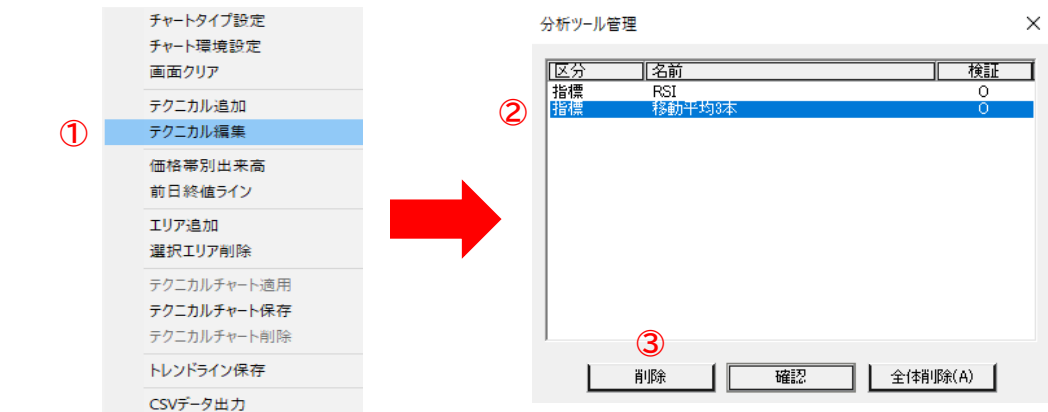 チャートタイプ設定
チャート環境設定
画面クリア
テクニカル追加
①
テクニカル編集
価格帯別出来高
前日終値ライン
エリア追加
選択エリア削除
テクニカルチャート適用
テクニカルチャート保存
テクニカルチャート削除
トレンドライン保存
CSVデータ出力
分析ツール管理
区分 名前 検証
指標 RSI O
② 指標 移動平均3本 O
③
削除 確認 全体削除(A)